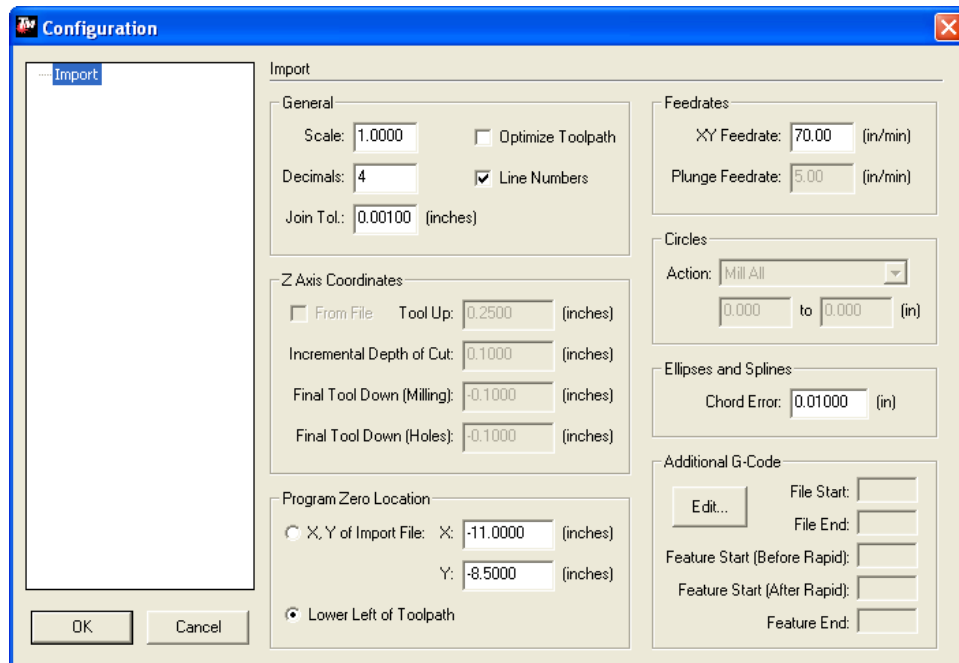 Configuration
Import
Import
General
Scale: 1.0000 Optimize Toolpath
Decimals: 4 Line Numbers
Join Tol.: 0.00100 (inches)
Z Axis Coordinates
From File Tool Up: 0.2500 (inches)
Incremental Depth of Cut: 0.1000 (inches)
Final Tool Down (Milling): -0.1000 (inches)
Final Tool Down (Holes): -0.1000 (inches)
Program Zero Location
X, Y of Import File: X: -11.0000 (inches)
Y: -8.5000 (inches)
Lower Left of Toolpath
Feedrates
XY Feedrate: 70.00 (in/min)
Plunge Feedrate: 5.00 (in/min)
Circles
Action: Mill All
0.000 to 0.000 (in)
Ellipses and Splines
Chord Error: 0.01000 (in)
Additional G-Code
Edit... File Start:
File End:
Feature Start (Before Rapid):
Feature Start (After Rapid):
Feature End:
OK Cancel